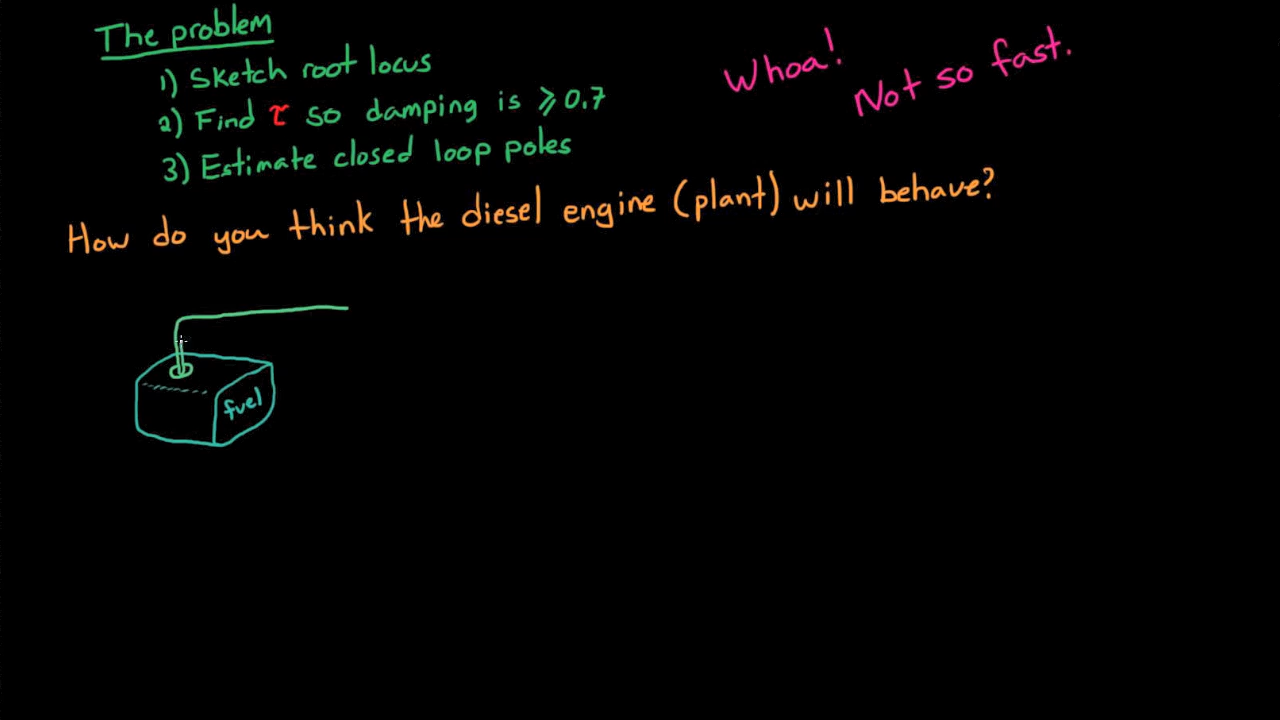 The problem
1) Sketch root locus
2) Find τ so damping is ≥ 0.7
3) Estimate closed loop poles
Whoa!
Not so fast.
How do you think the diesel engine (plant) will behave?
fuel